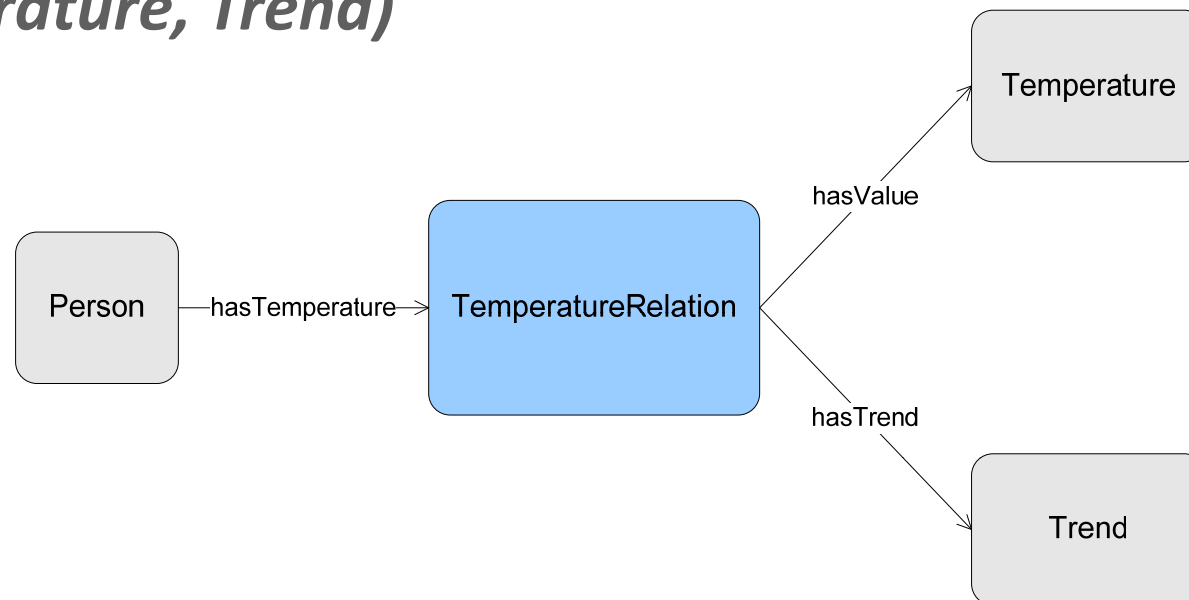 rature, Trend)
Temperature
hasValue
Person
hasTemperature
TemperatureRelation
hasTrend
Trend